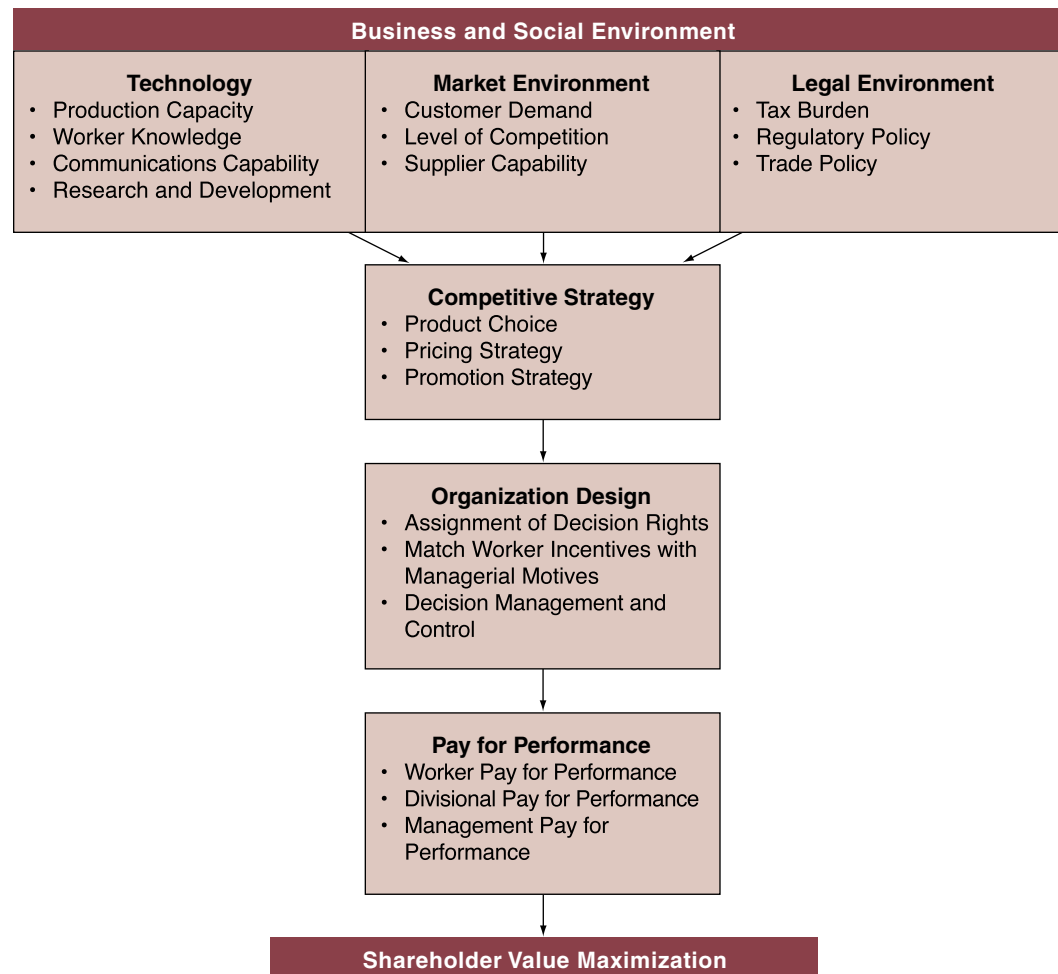 Business and Social Environment
Technology
• Production Capacity
• Worker Knowledge
• Communications Capability
• Research and Development
Market Environment
• Customer Demand
• Level of Competition
• Supplier Capability
Legal Environment
• Tax Burden
• Regulatory Policy
• Trade Policy
Competitive Strategy
• Product Choice
• Pricing Strategy
• Promotion Strategy
Organization Design
• Assignment of Decision Rights
• Match Worker Incentives with
Managerial Motives
• Decision Management and
Control
Pay for Performance
• Worker Pay for Performance
• Divisional Pay for Performance
• Management Pay for
Performance
Shareholder Value Maximization